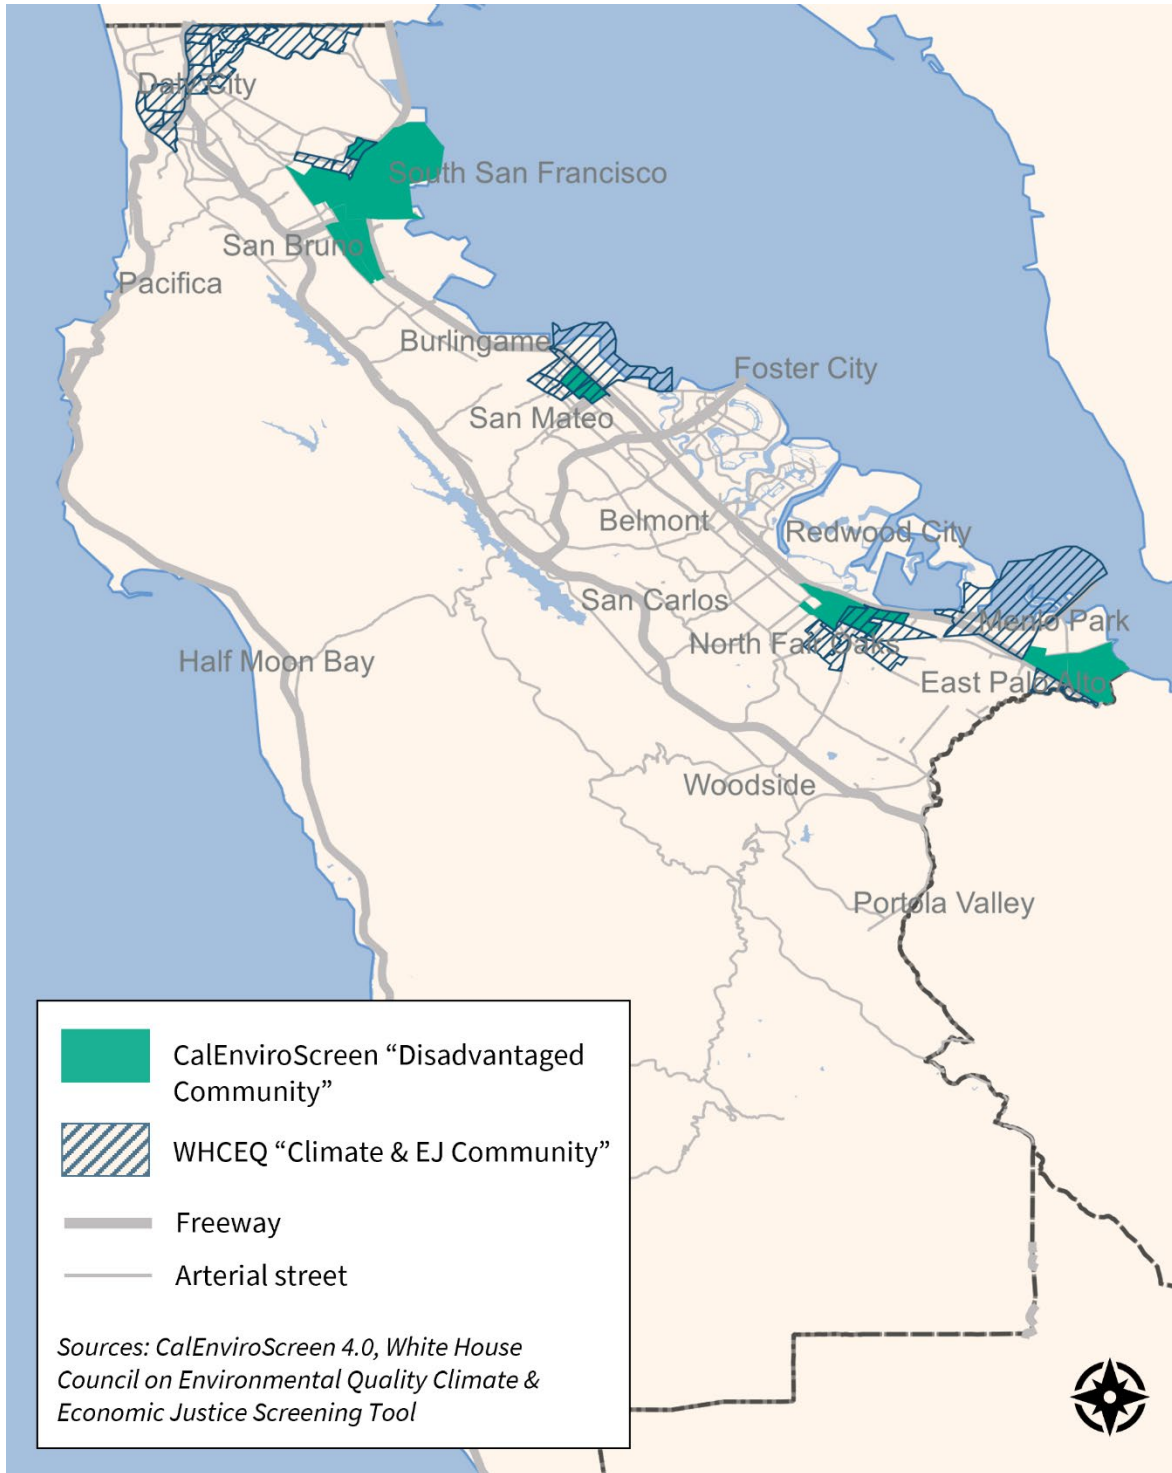 Daly City
South San Francisco
San Bruno
Pacifica
Burlingame
Foster City
San Mateo
Belmont
Redwood City
San Carlos
Menlo Park
North Fair Oaks
Half Moon Bay
East Palo Alto
Woodside
Portola Valley
CalEnviroScreen “Disadvantaged
Community”
WHCEQ “Climate & EJ Community”
Freeway
Arterial street
Sources: CalEnviroScreen 4.0, White House
Council on Environmental Quality Climate &
Economic Justice Screening Tool